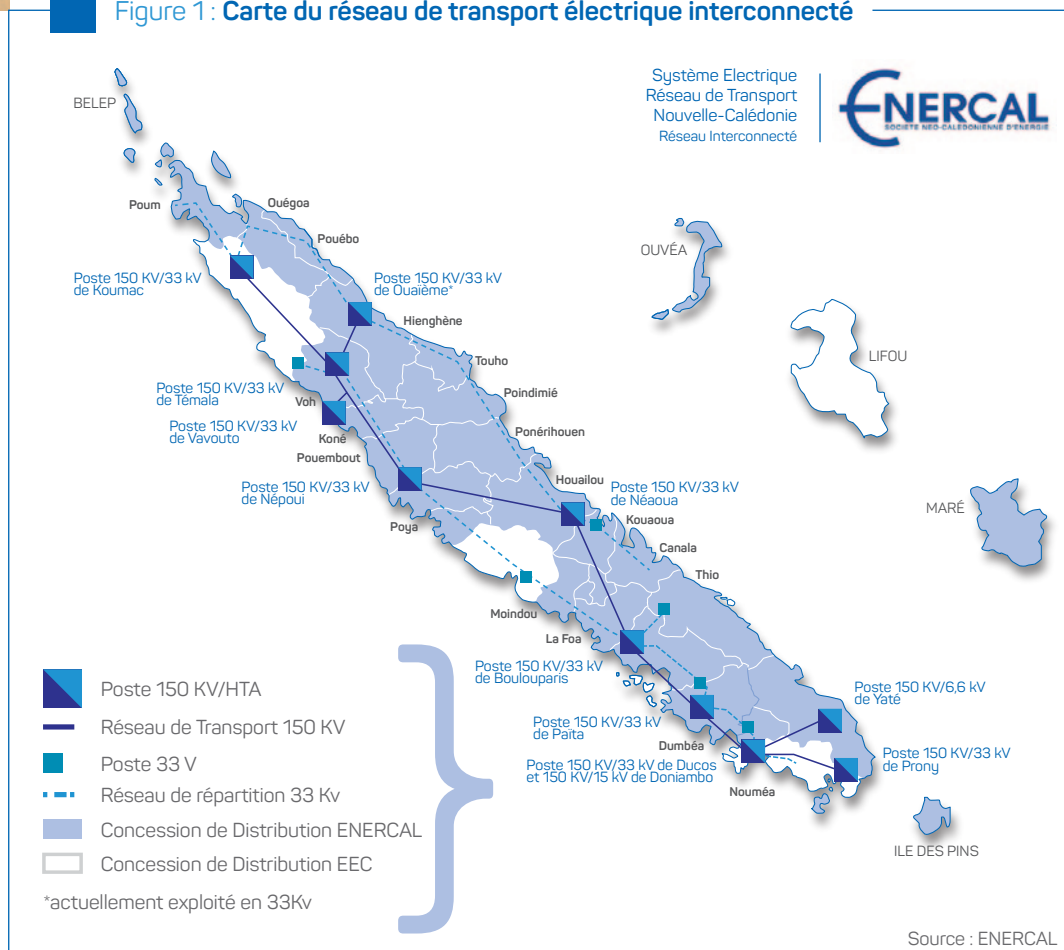 Figure 1 : Carte du réseau de transport électrique interconnecté
Système Electrique
Réseau de Transport
Nouvelle-Calédonie
Réseau Interconnecté
ENERCAL
SOCIETE NEO-CALEDONIENNE D'ENERGIE
BELEP
Poum
Ouégoa
Pouébo
OUVÉA
Poste 150 KV/33 kV
de Koumac
Poste 150 KV/33 kV
de Ouaième*
Hienghène
Touho
LIFOU
Poste 150 KV/33 kV
de Témala
Voh
Poindimié
Poste 150 KV/33 kV
de Vavouto
Koné
Pouembout
Ponérihouen
Poste 150 KV/33 kV
de Népoui
Houaïlou
Poste 150 KV/33 kV
de Néaoua
MARÉ
Poya
Kouaoua
Canala
Thio
Moindou
La Foa
Poste 150 KV/33 kV
de Boulouparis
Poste 150 KV/6,6 kV
de Yaté
Poste 150 KV/33 kV
de Païta
Dumbéa
Poste 150 KV/33 kV de Ducos
et 150 KV/15 kV de Doniambo
Poste 150 KV/33 kV
de Prony
Nouméa
ILE DES PINS
Poste 150 KV/HTA
Réseau de Transport 150 KV
Poste 33 V
Réseau de répartition 33 Kv
Concession de Distribution ENERCAL
Concession de Distribution EEC
*actuellement exploité en 33Kv
Source : ENERCAL